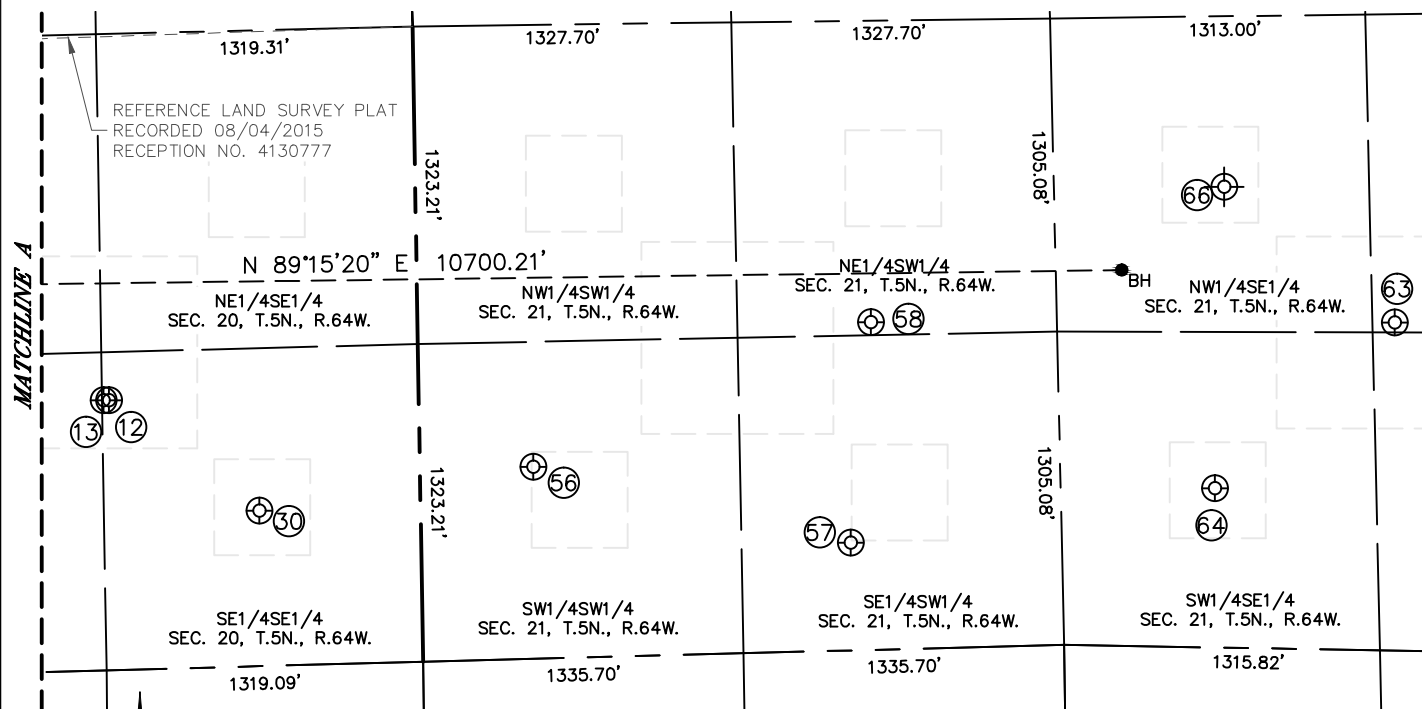 1319.31'
1327.70'
1327.70'
1313.00'
REFERENCE LAND SURVEY PLAT
RECORDED 08/04/2015
RECEPTION NO. 4130777
1323.21'
1305.08'
66
MATCHLINE A
N 89°15'20" E 10700.21'
NE1/4SE1/4
SEC. 20, T.5N., R.64W.
NW1/4SW1/4
SEC. 21, T.5N., R.64W.
NE1/4SW1/4
SEC. 21, T.5N., R.64W.
BH
NW1/4SE1/4
SEC. 21, T.5N., R.64W.
63
58
13
12
30
1323.21'
56
57
1305.08'
64
SE1/4SE1/4
SEC. 20, T.5N., R.64W.
SW1/4SW1/4
SEC. 21, T.5N., R.64W.
SE1/4SW1/4
SEC. 21, T.5N., R.64W.
SW1/4SE1/4
SEC. 21, T.5N., R.64W.
1319.09'
1335.70'
1335.70'
1315.82'